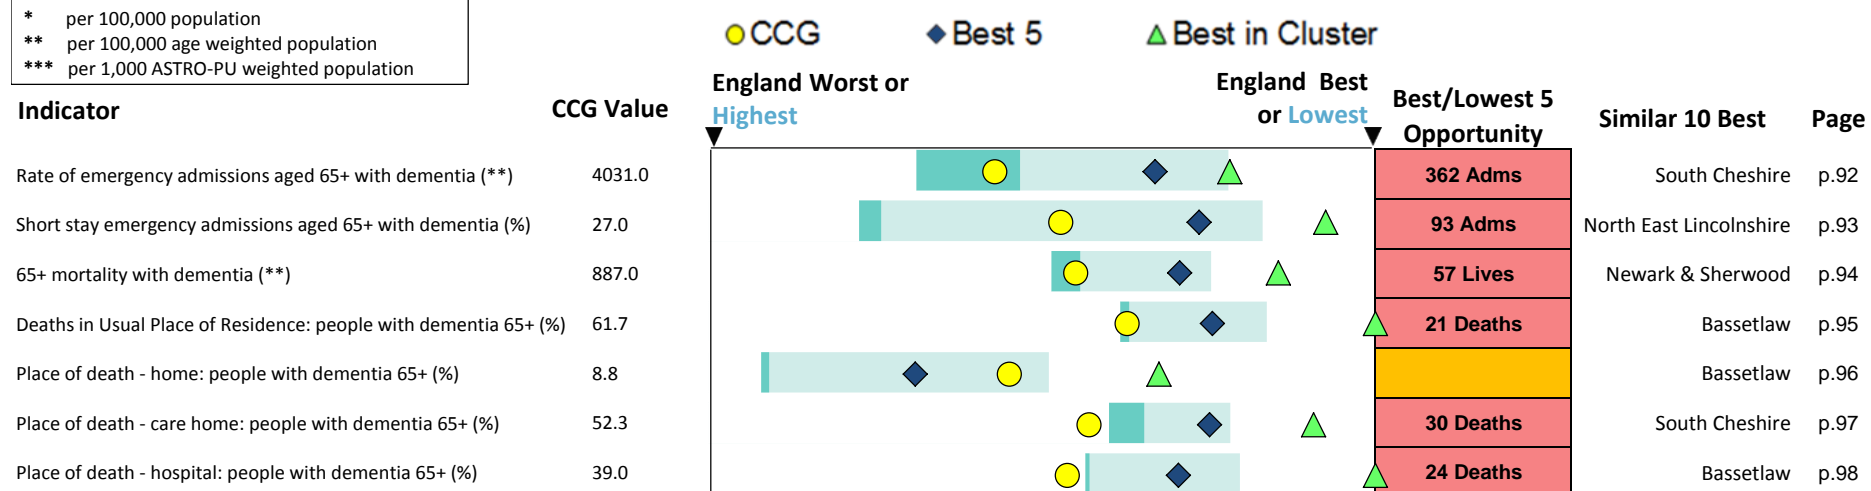 * per 100,000 population
** per 100,000 age weighted population
*** per 1,000 ASTRO-PU weighted population
CCG Best 5 Best in Cluster
England Worst or Highest England Best or Lowest
Indicator CCG Value Best/Lowest 5 Opportunity Similar 10 Best Page
Rate of emergency admissions aged 65+ with dementia (**) 4031.0 362 Adms South Cheshire p.92
Short stay emergency admissions aged 65+ with dementia (%) 27.0 93 Adms North East Lincolnshire p.93
65+ mortality with dementia (**) 887.0 57 Lives Newark & Sherwood p.94
Deaths in Usual Place of Residence: people with dementia 65+ (%) 61.7 21 Deaths Bassetlaw p.95
Place of death - home: people with dementia 65+ (%) 8.8 Bassetlaw p.96
Place of death - care home: people with dementia 65+ (%) 52.3 30 Deaths South Cheshire p.97
Place of death - hospital: people with dementia 65+ (%) 39.0 24 Deaths Bassetlaw p.98